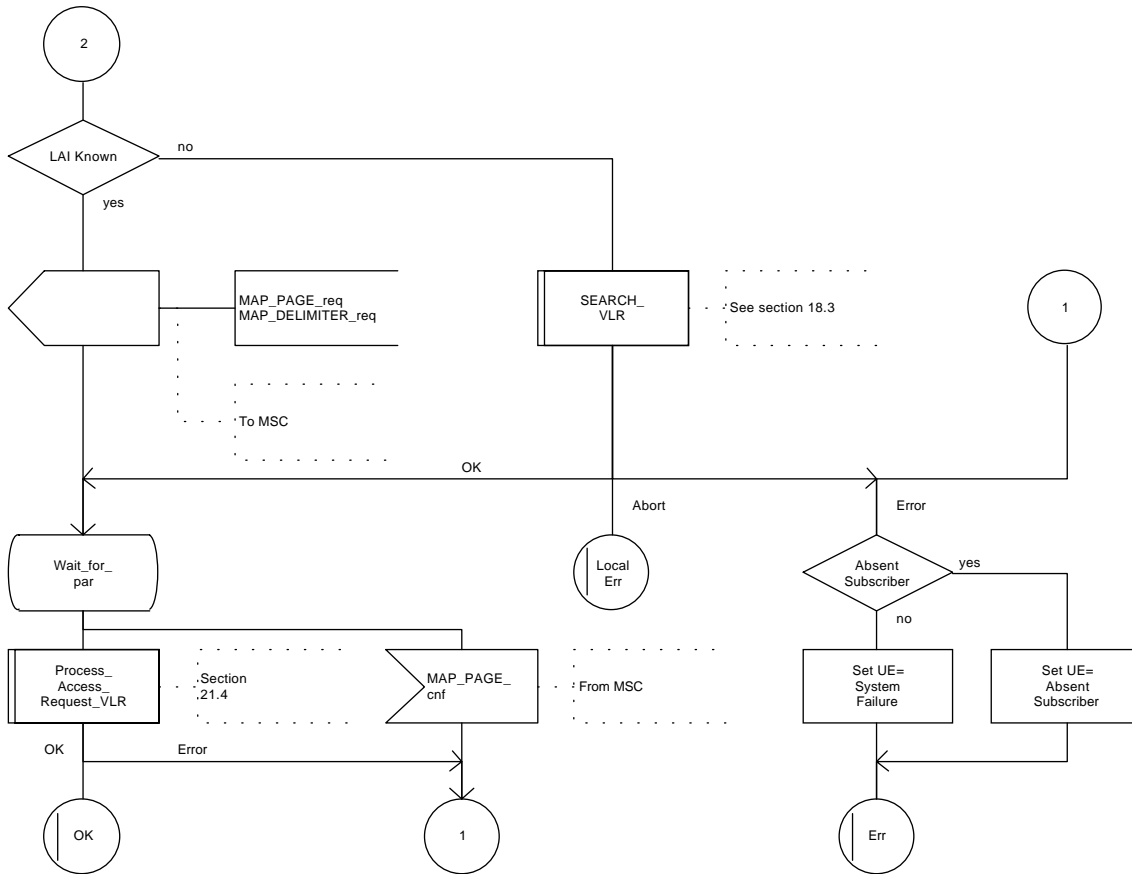 2
LAI Known
no
yes
MAP_PAGE_req
MAP_DELIMITER_req
SEARCH_
VLR
See section 18.3
1
To MSC
OK
Abort
Error
Wait_for_
par
Local
Err
Absent
Subscriber
yes
no
Process_
Access_
Request_VLR
Section
21.4
MAP_PAGE_
cnf
From MSC
Set UE=
System
Failure
Set UE=
Absent
Subscriber
OK
Error
OK
1
Err